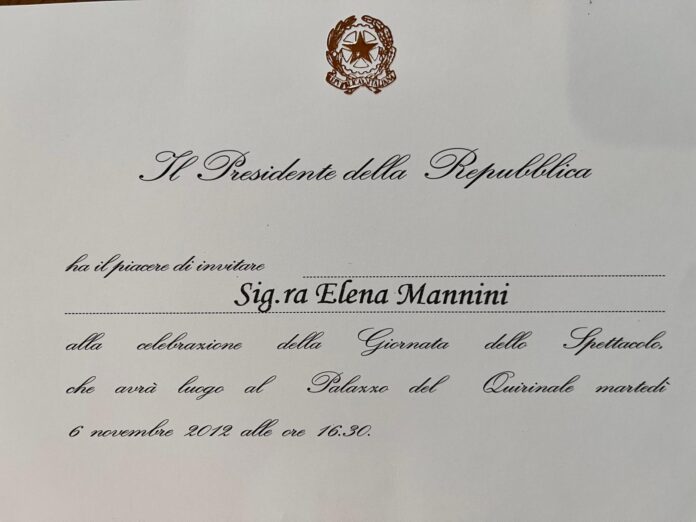 Il Presidente della Repubblica
ha il piacere di invitare
Sig.ra Elena Mannini
alla celebrazione della Giornata dello Spettacolo,
che avrà luogo al Palazzo del Quirinale martedì
6 novembre 2012 alle ore 16.30.